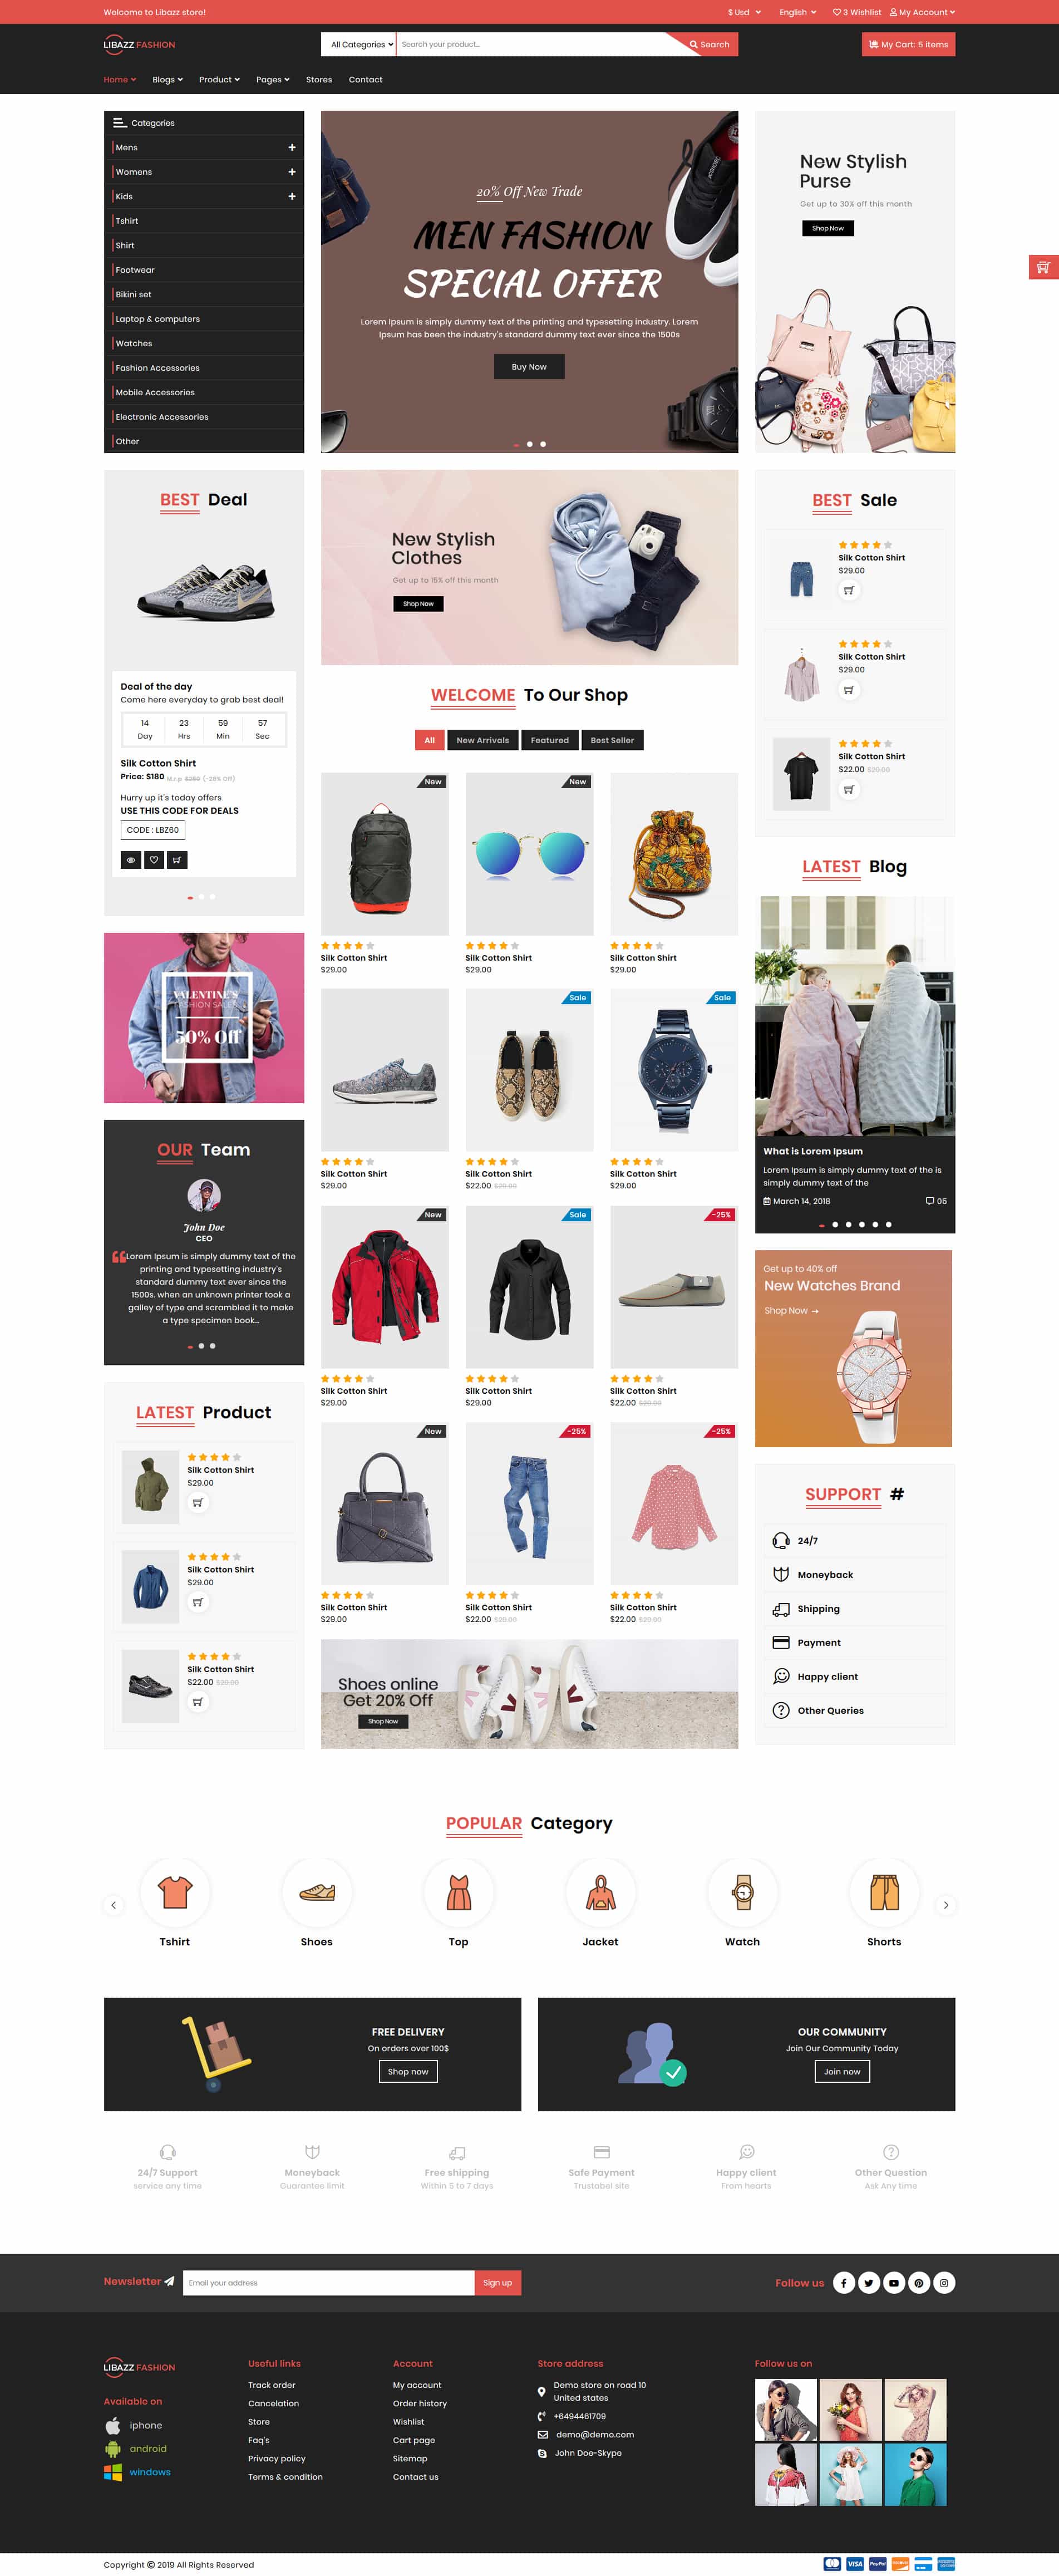 Welcome to Libazz store!
$ Usd
English
3 Wishlist
My Account
LIBAZZ FASHION
All Categories
Search your product...
Search
My Cart: 5 items
Home
Blogs
Product
Pages
Stores
Contact
Categories
Mens
Womens
Kids
Tshirt
Shirt
Footwear
Bikini set
Laptop & computers
Watches
Fashion Accessories
Mobile Accessories
Electronic Accessories
Other
20% Off New Trade
MEN FASHION
SPECIAL OFFER
Lorem Ipsum is simply dummy text of the printing and typesetting industry. Lorem
Ipsum has been the industry's standard dummy text ever since the 1500s
Buy Now
New Stylish
Purse
Get up to 30% off this month
Shop Now
BEST Deal
Deal of the day
Come here everyday to grab best deal!
14
23
59
57
Day
Hrs
Min
Sec
Silk Cotton Shirt
Price: $180 M.r.p. $250 (-28% Off)
Hurry up it's today offers
USE THIS CODE FOR DEALS
CODE : LBZ60
VALENTINE'S
FASHION SALE
50% Off
OUR Team
John Doe
CEO
Lorem Ipsum is simply dummy text of the
printing and typesetting industry's
standard dummy text ever since the
1500s. when an unknown printer took a
galley of type and scrambled it to make
a type specimen book...
LATEST Product
Silk Cotton Shirt
$29.00
Silk Cotton Shirt
$29.00
Silk Cotton Shirt
$22.00 $29.00
New Stylish
Clothes
Get up to 15% off this month
Shop Now
WELCOME To Our Shop
All
New Arrivals
Featured
Best Seller
New
New
Silk Cotton Shirt
$29.00
Silk Cotton Shirt
$29.00
Silk Cotton Shirt
$29.00
Sale
Sale
Silk Cotton Shirt
$29.00
Silk Cotton Shirt
$22.00 $29.00
Silk Cotton Shirt
$29.00
New
Sale
-25%
Silk Cotton Shirt
$29.00
Silk Cotton Shirt
$29.00
Silk Cotton Shirt
$22.00 $29.00
New
-25%
-25%
Silk Cotton Shirt
$29.00
Silk Cotton Shirt
$22.00 $29.00
Silk Cotton Shirt
$22.00 $29.00
Shoes online
Get 20% Off
Shop Now
BEST Sale
Silk Cotton Shirt
$29.00
Silk Cotton Shirt
$29.00
Silk Cotton Shirt
$22.00 $29.00
LATEST Blog
What is Lorem Ipsum
Lorem Ipsum is simply dummy text of the is
simply dummy text of the
March 14, 2018
05
Get up to 40% off
New Watches Brand
Shop Now →
SUPPORT #
24/7
Moneyback
Shipping
Payment
Happy client
Other Queries
POPULAR Category
Tshirt
Shoes
Top
Jacket
Watch
Shorts
FREE DELIVERY
On orders over 100$
Shop now
OUR COMMUNITY
Join Our Community Today
Join now
24/7 Support
service any time
Moneyback
Guarantee limit
Free shipping
Within 5 to 7 days
Safe Payment
Trustabel site
Happy client
From hearts
Other Question
Ask Any time
Newsletter
Email your address
Sign up
Follow us
LIBAZZ FASHION
Available on
iphone
android
windows
Useful links
Track order
Cancelation
Store
Faq's
Privacy policy
Terms & condition
Account
My account
Order history
Wishlist
Cart page
Sitemap
Contact us
Store address
Demo store on road 10
United states
+6494461709
demo@demo.com
John Doe-Skype
Follow us on
Copyright © 2019 All Rights Reserved
VISA
PayPal